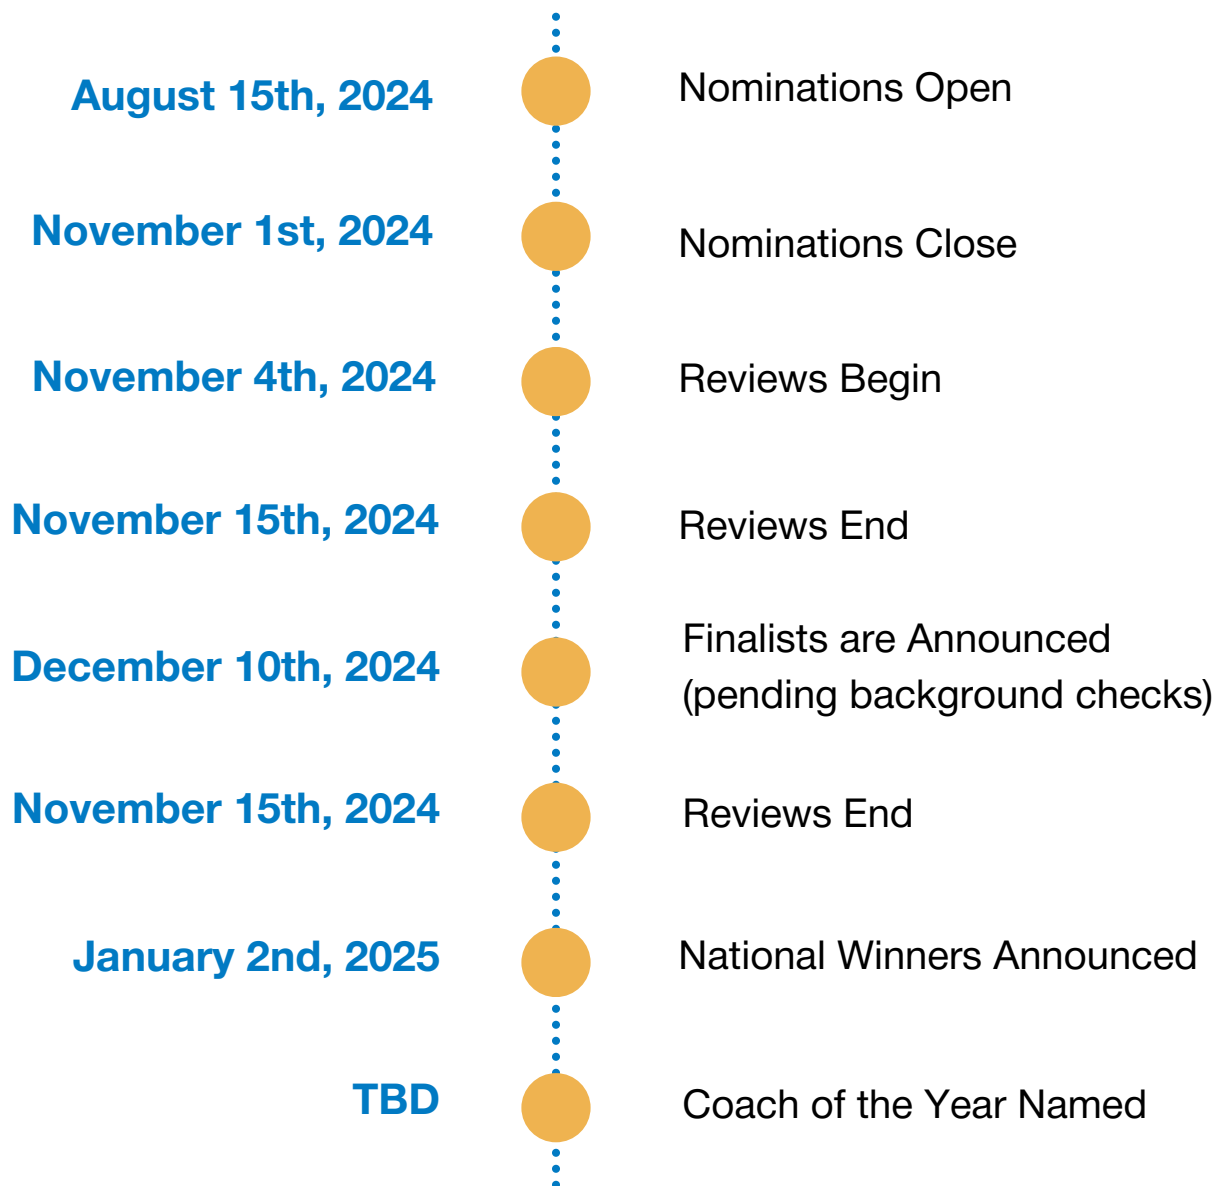 August 15th, 2024
Nominations Open
November 1st, 2024
Nominations Close
November 4th, 2024
Reviews Begin
November 15th, 2024
Reviews End
December 10th, 2024
Finalists are Announced
(pending background checks)
November 15th, 2024
Reviews End
January 2nd, 2025
National Winners Announced
TBD
Coach of the Year Named